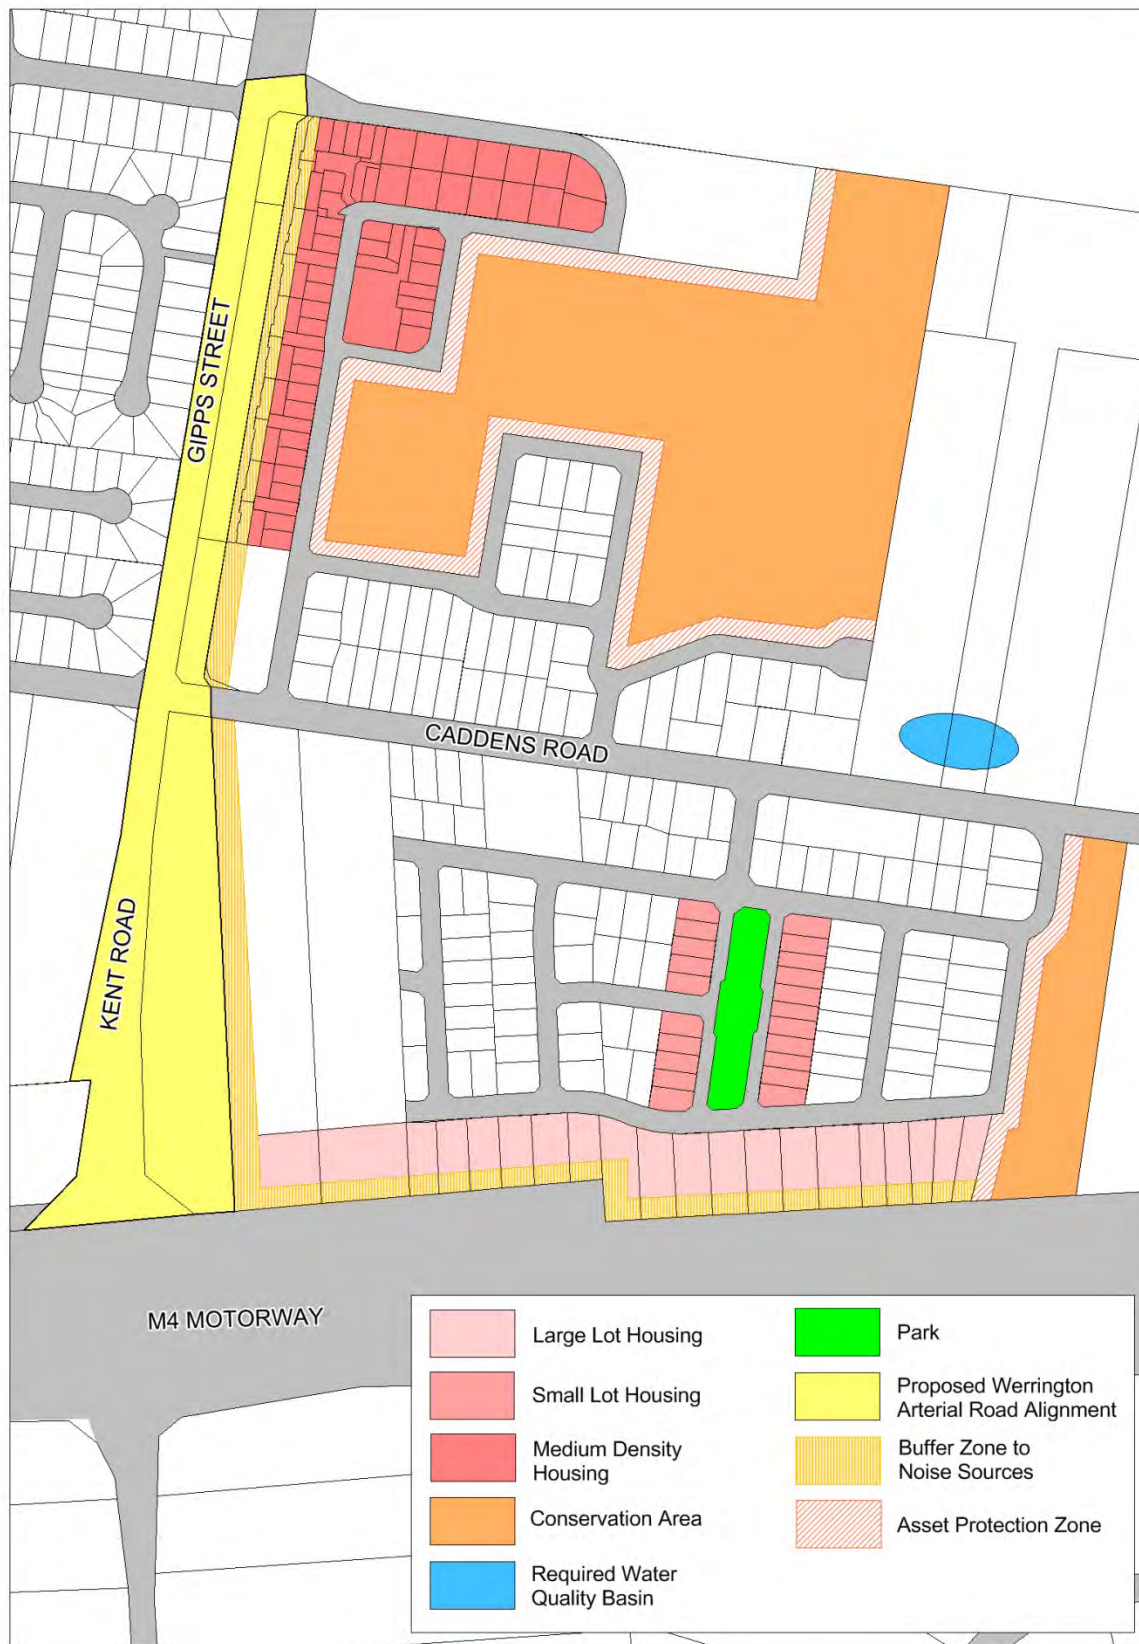 GIPPS STREET
CADDENS ROAD
KENT ROAD
M4 MOTORWAY
Large Lot Housing
Small Lot Housing
Medium Density
Housing
Conservation Area
Required Water
Quality Basin
Park
Proposed Werrington
Arterial Road Alignment
Buffer Zone to
Noise Sources
Asset Protection Zone